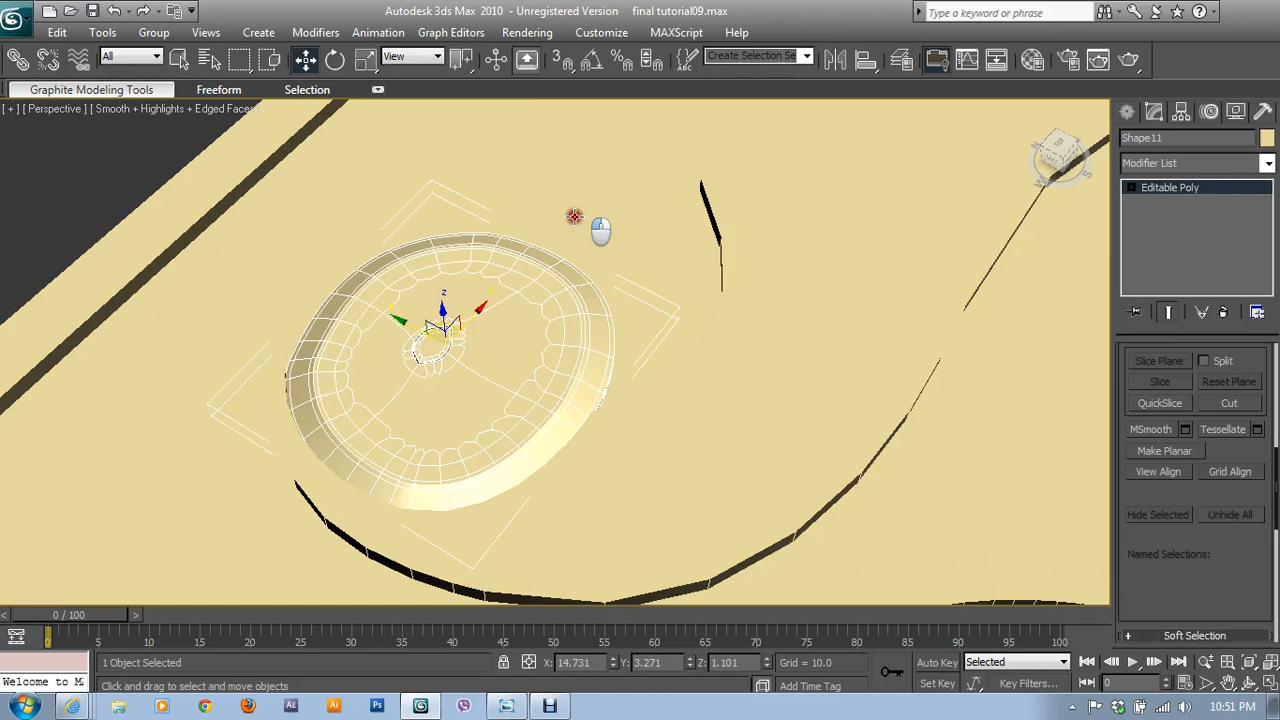 Autodesk 3ds Max 2010 - Unregistered Version final tutorial09.max
Type a keyword or phrase
Edit Tools Group Views Create Modifiers Animation Graph Editors Rendering Customize MAXScript Help
All View Create Selection Se
Graphite Modeling Tools Freeform Selection
[ + ] [ Perspective ] [ Smooth + Highlights + Edged Faces
Shape11
Modifier List
Editable Poly
z
Slice Plane Split
Slice Reset Plane
QuickSlice Cut
MSmooth Tessellate
Make Planar
View Align Grid Align
Hide Selected Unhide All
Named Selections:
Soft Selection
0 / 100
0 5 10 15 20 25 30 35 40 45 50 55 60 65 70 75 80 85 90 95 100
1 Object Selected X: 14.731 Y: 3.271 Z: 1.101 Grid = 10.0 Auto Key Selected
Welcome to M Click and drag to select and move objects Add Time Tag Set Key Key Filters... 0
10:51 PM